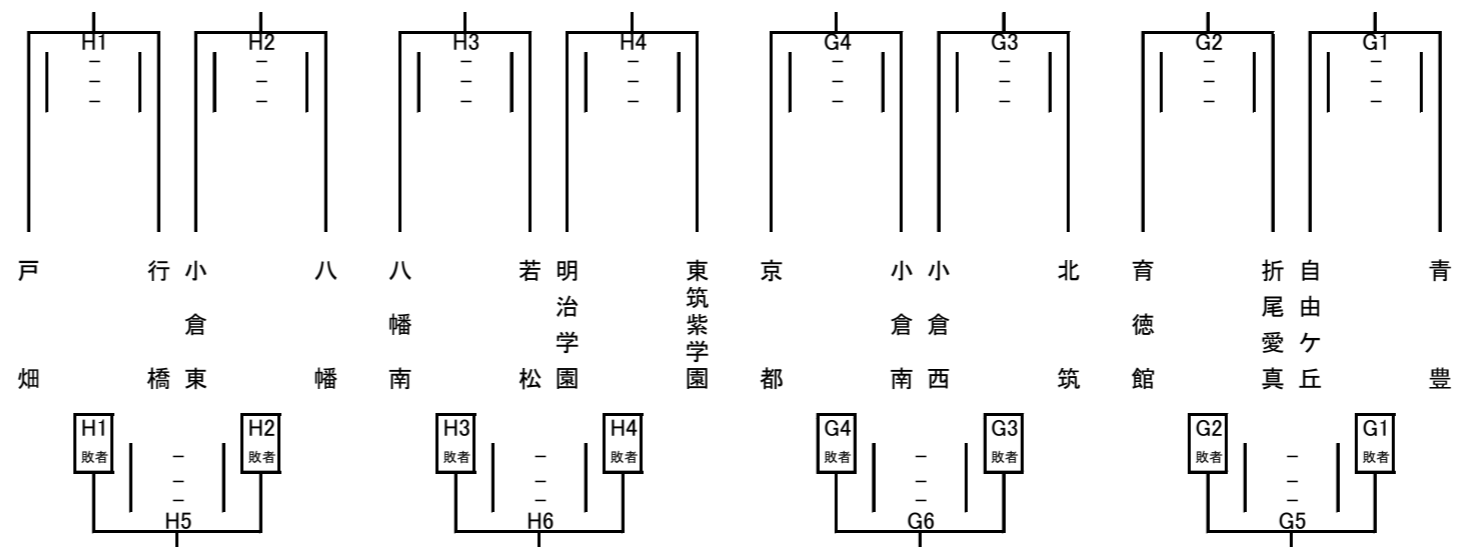 H1 H2 H3 H4 G4 G3 G2 G1
– – – – – – – –
– – – – – – – –
– – – – – – – –
戸畑
行橋
小倉東
八幡
八幡南
若松
明治学園
東筑紫学園
京都
小倉南
小倉西
北筑
育徳館
折尾愛真
自由ケ丘
青豊
H1 H2 H3 H4 G4 G3 G2 G1
敗者 – 敗者 敗者 – 敗者 敗者 – 敗者 敗者 – 敗者
– – – –
– – – –
H5 H6 G6 G5